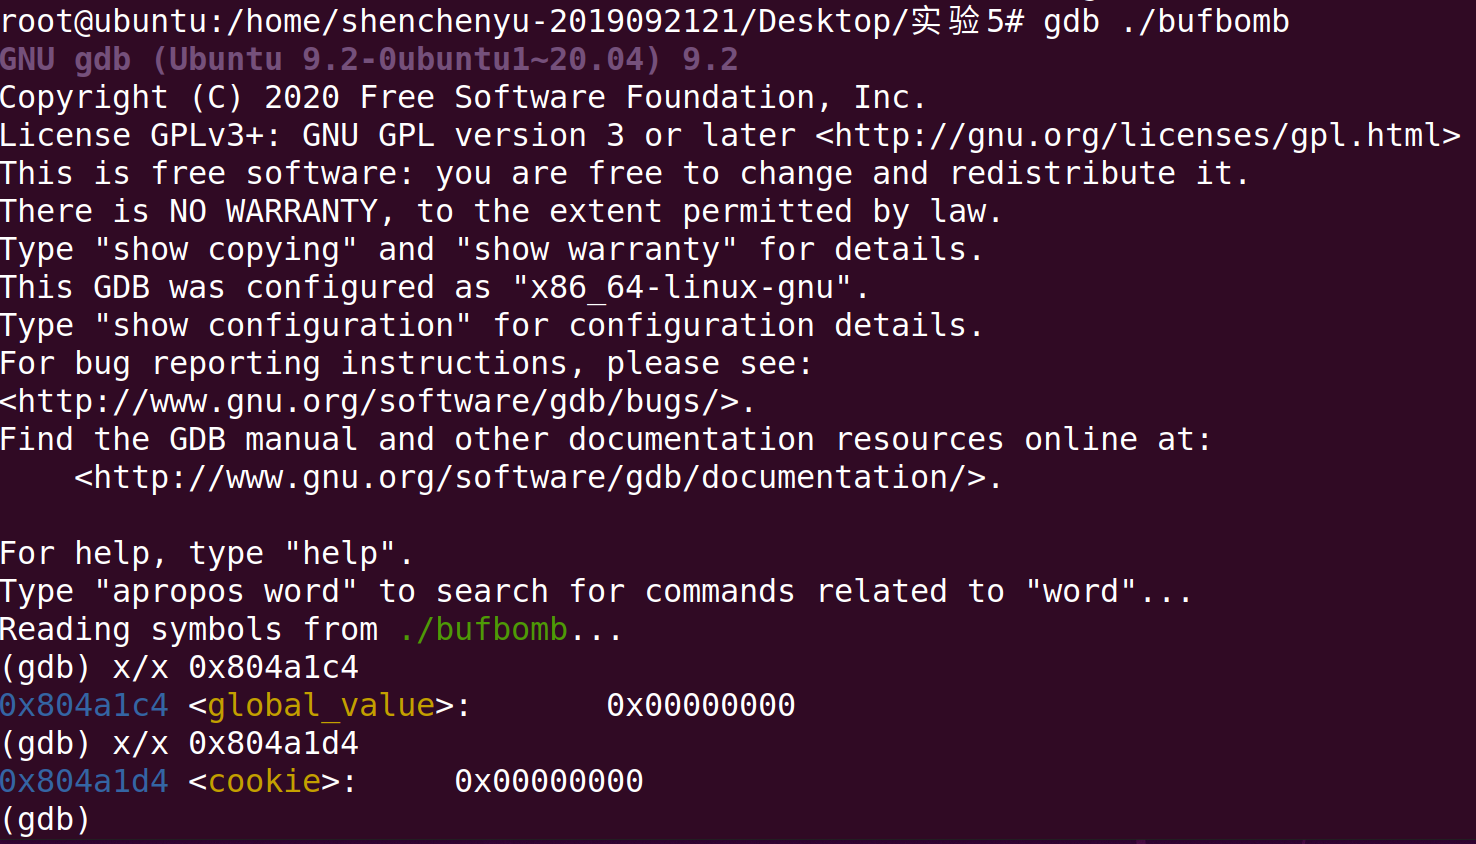 root@ubuntu:/home/shenchenyu-2019092121/Desktop/实验5# gdb ./bufbomb
GNU gdb (Ubuntu 9.2-0ubuntu1~20.04) 9.2
Copyright (C) 2020 Free Software Foundation, Inc.
License GPLv3+: GNU GPL version 3 or later <http://gnu.org/licenses/gpl.html>
This is free software: you are free to change and redistribute it.
There is NO WARRANTY, to the extent permitted by law.
Type "show copying" and "show warranty" for details.
This GDB was configured as "x86_64-linux-gnu".
Type "show configuration" for configuration details.
For bug reporting instructions, please see:
<http://www.gnu.org/software/gdb/bugs/>.
Find the GDB manual and other documentation resources online at:
    <http://www.gnu.org/software/gdb/documentation/>.

For help, type "help".
Type "apropos word" to search for commands related to "word"...
Reading symbols from ./bufbomb...
(gdb) x/x 0x804a1c4
0x804a1c4 <global_value>:	0x00000000
(gdb) x/x 0x804a1d4
0x804a1d4 <cookie>:	0x00000000
(gdb)